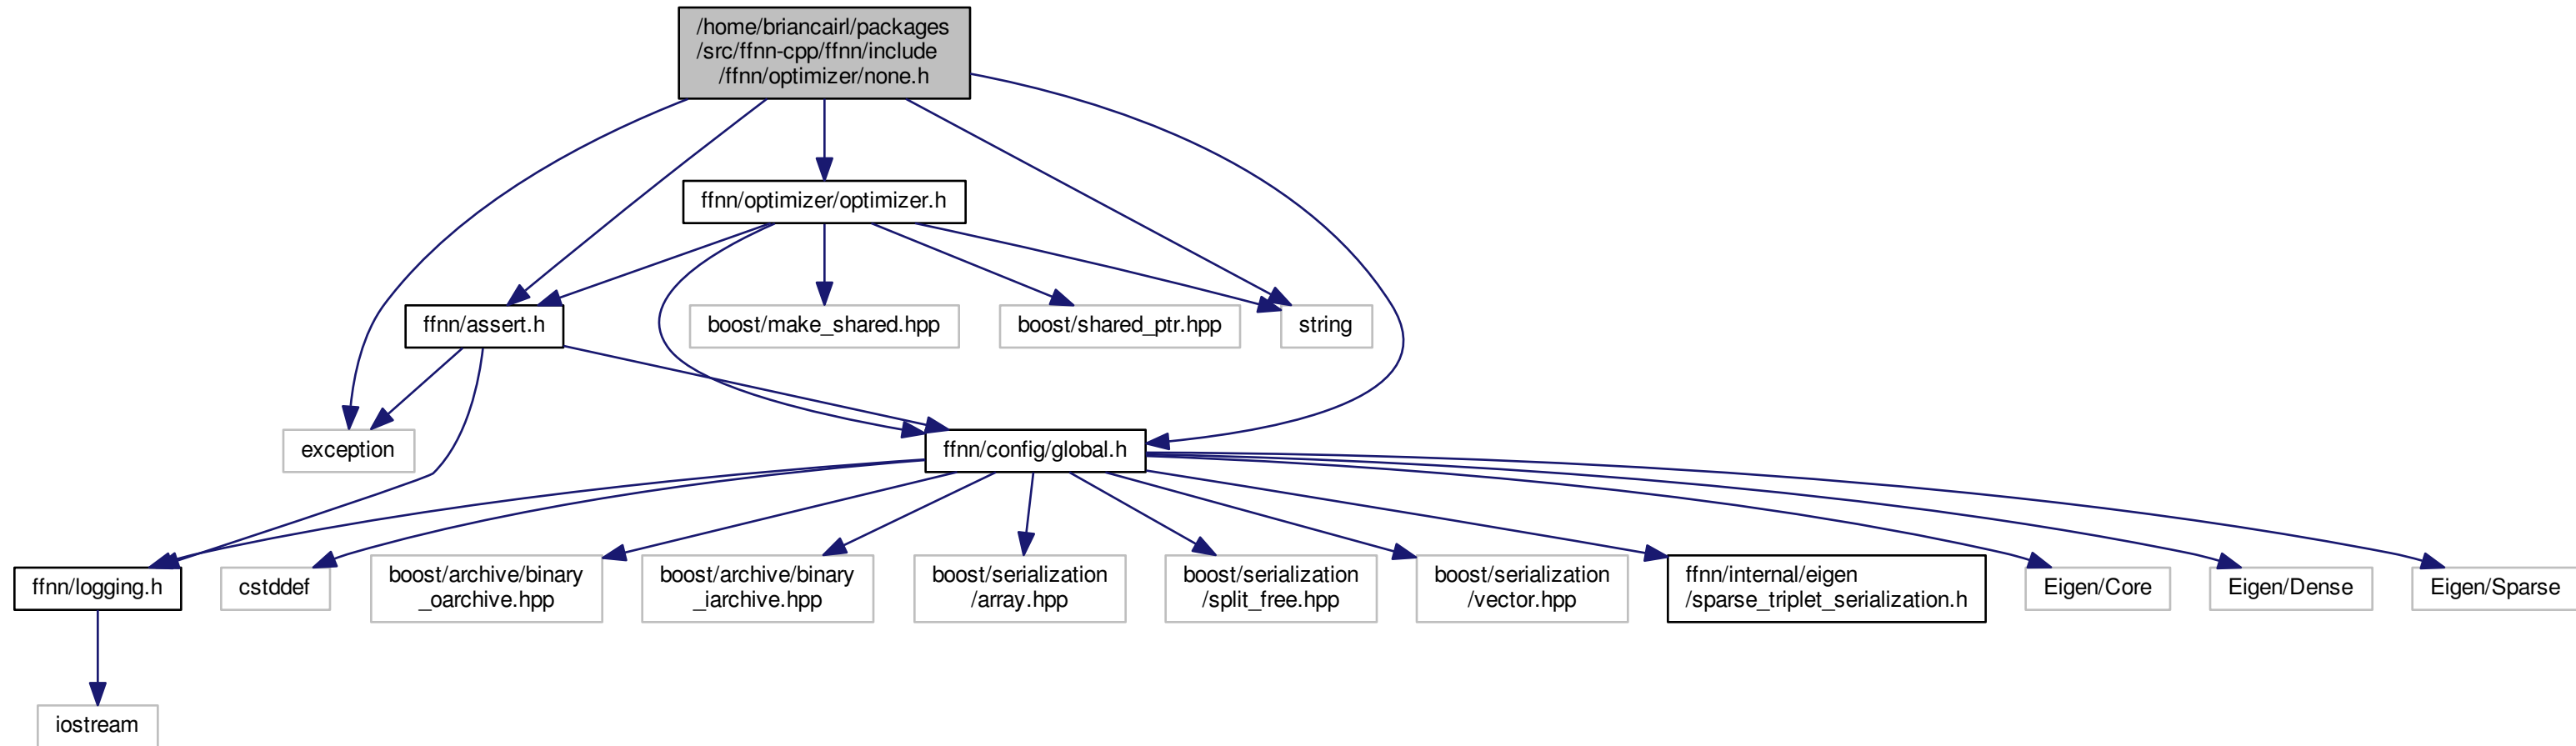 /home/briancairl/packages
/src/ffnn-cpp/ffnn/include
/ffnn/optimizer/none.h
ffnn/optimizer/optimizer.h
ffnn/assert.h
boost/make_shared.hpp
boost/shared_ptr.hpp
string
exception
ffnn/config/global.h
ffnn/logging.h
cstddef
boost/archive/binary
_oarchive.hpp
boost/archive/binary
_iarchive.hpp
boost/serialization
/array.hpp
boost/serialization
/split_free.hpp
boost/serialization
/vector.hpp
ffnn/internal/eigen
/sparse_triplet_serialization.h
Eigen/Core
Eigen/Dense
Eigen/Sparse
iostream